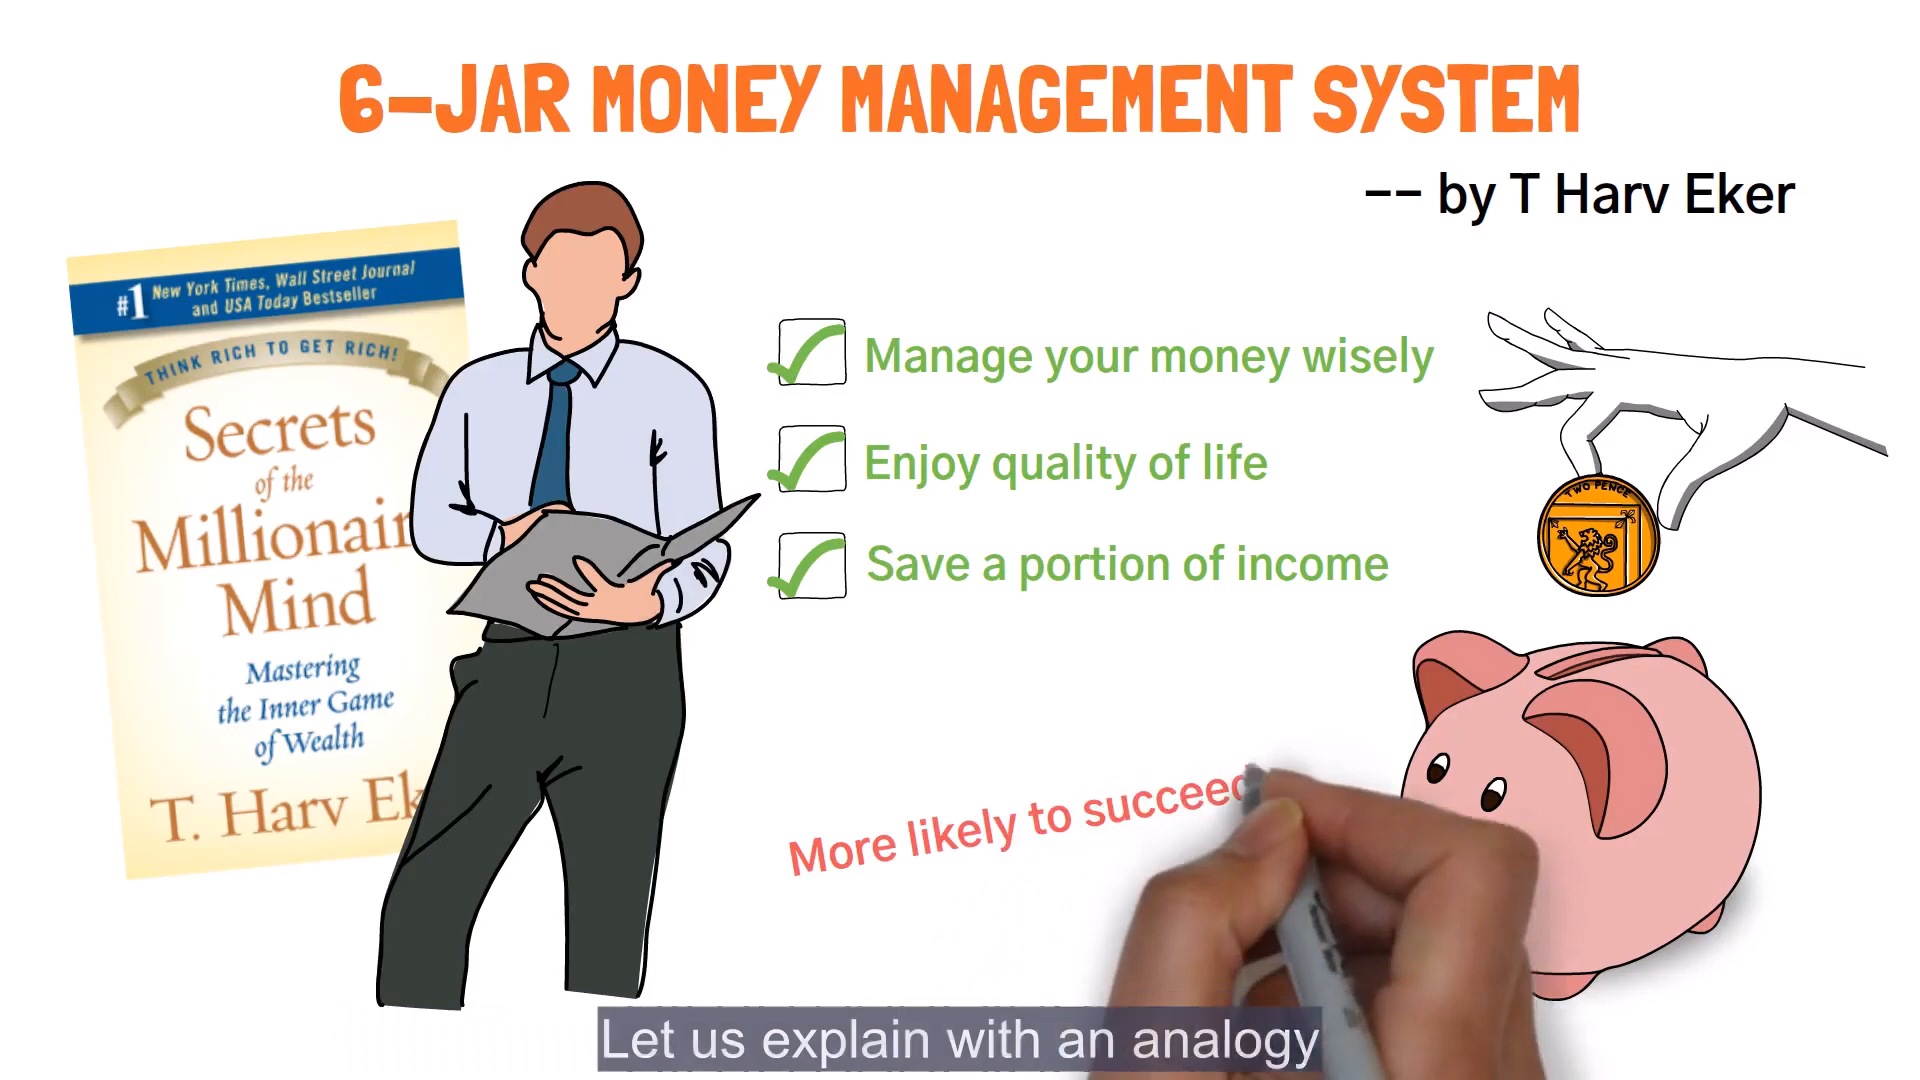 6-JAR MONEY MANAGEMENT SYSTEM
-- by T Harv Eker
#1 New York Times, Wall Street Journal
and USA Today Bestseller
THINK RICH TO GET RICH!
Secrets
of the
Millionair
Mind
Mastering
the Inner Game
of Wealth
T. Harv Ek
Manage your money wisely
Enjoy quality of life
Save a portion of income
TWO PENCE
More likely to succeed
Let us explain with an analogy